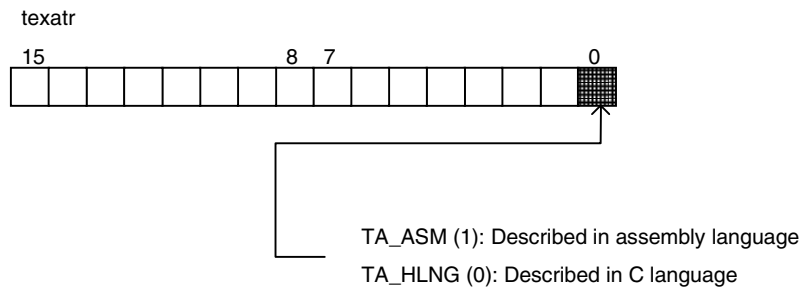 texatr
15 8 7 0
TA_ASM (1): Described in assembly language
TA_HLNG (0): Described in C language